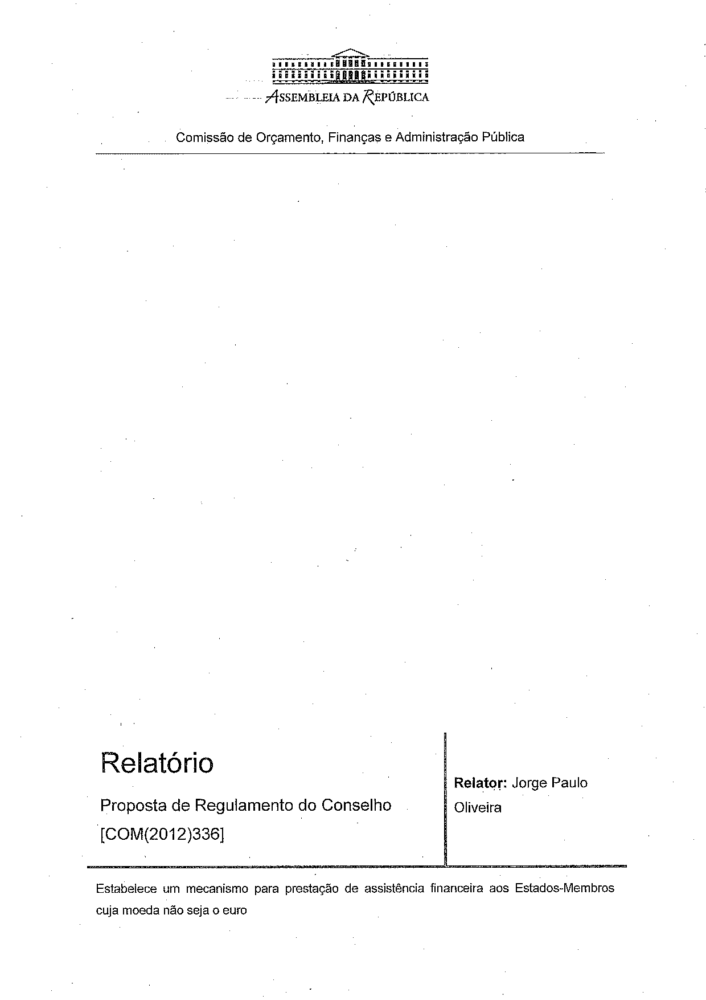 ASSEMBLEIA DA REPÚBLICA
Comissão de Orçamento, Finanças e Administração Pública
Relatório
Proposta de Regulamento do Conselho
[COM(2012)336]
Relator: Jorge Paulo
Oliveira
Estabelece um mecanismo para prestação de assistência financeira aos Estados-Membros
cuja moeda não seja o euro